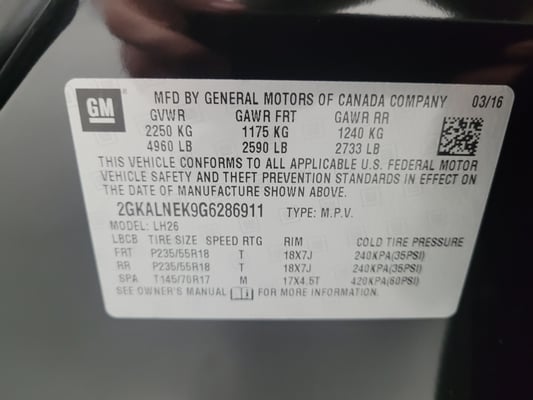 GM
MFD BY GENERAL MOTORS OF CANADA COMPANY 03/16
GVWR GAWR FRT GAWR RR
2250 KG 1175 KG 1240 KG
4960 LB 2590 LB 2733 LB
THIS VEHICLE CONFORMS TO ALL APPLICABLE U.S. FEDERAL MOTOR
VEHICLE SAFETY AND THEFT PREVENTION STANDARDS IN EFFECT ON
THE DATE OF MANUFACTURE SHOWN ABOVE.
2GKALNEK9G6286911 TYPE: M.P.V.
MODEL: LH26
LBCB TIRE SIZE SPEED RTG RIM COLD TIRE PRESSURE
FRT P235/55R18 T 18X7J 240KPA(35PSI)
RR P235/55R18 T 18X7J 240KPA(35PSI)
SPA T145/70R17 M 17X4.5T 420KPA(60PSI)
SEE OWNER'S MANUAL FOR MORE INFORMATION.